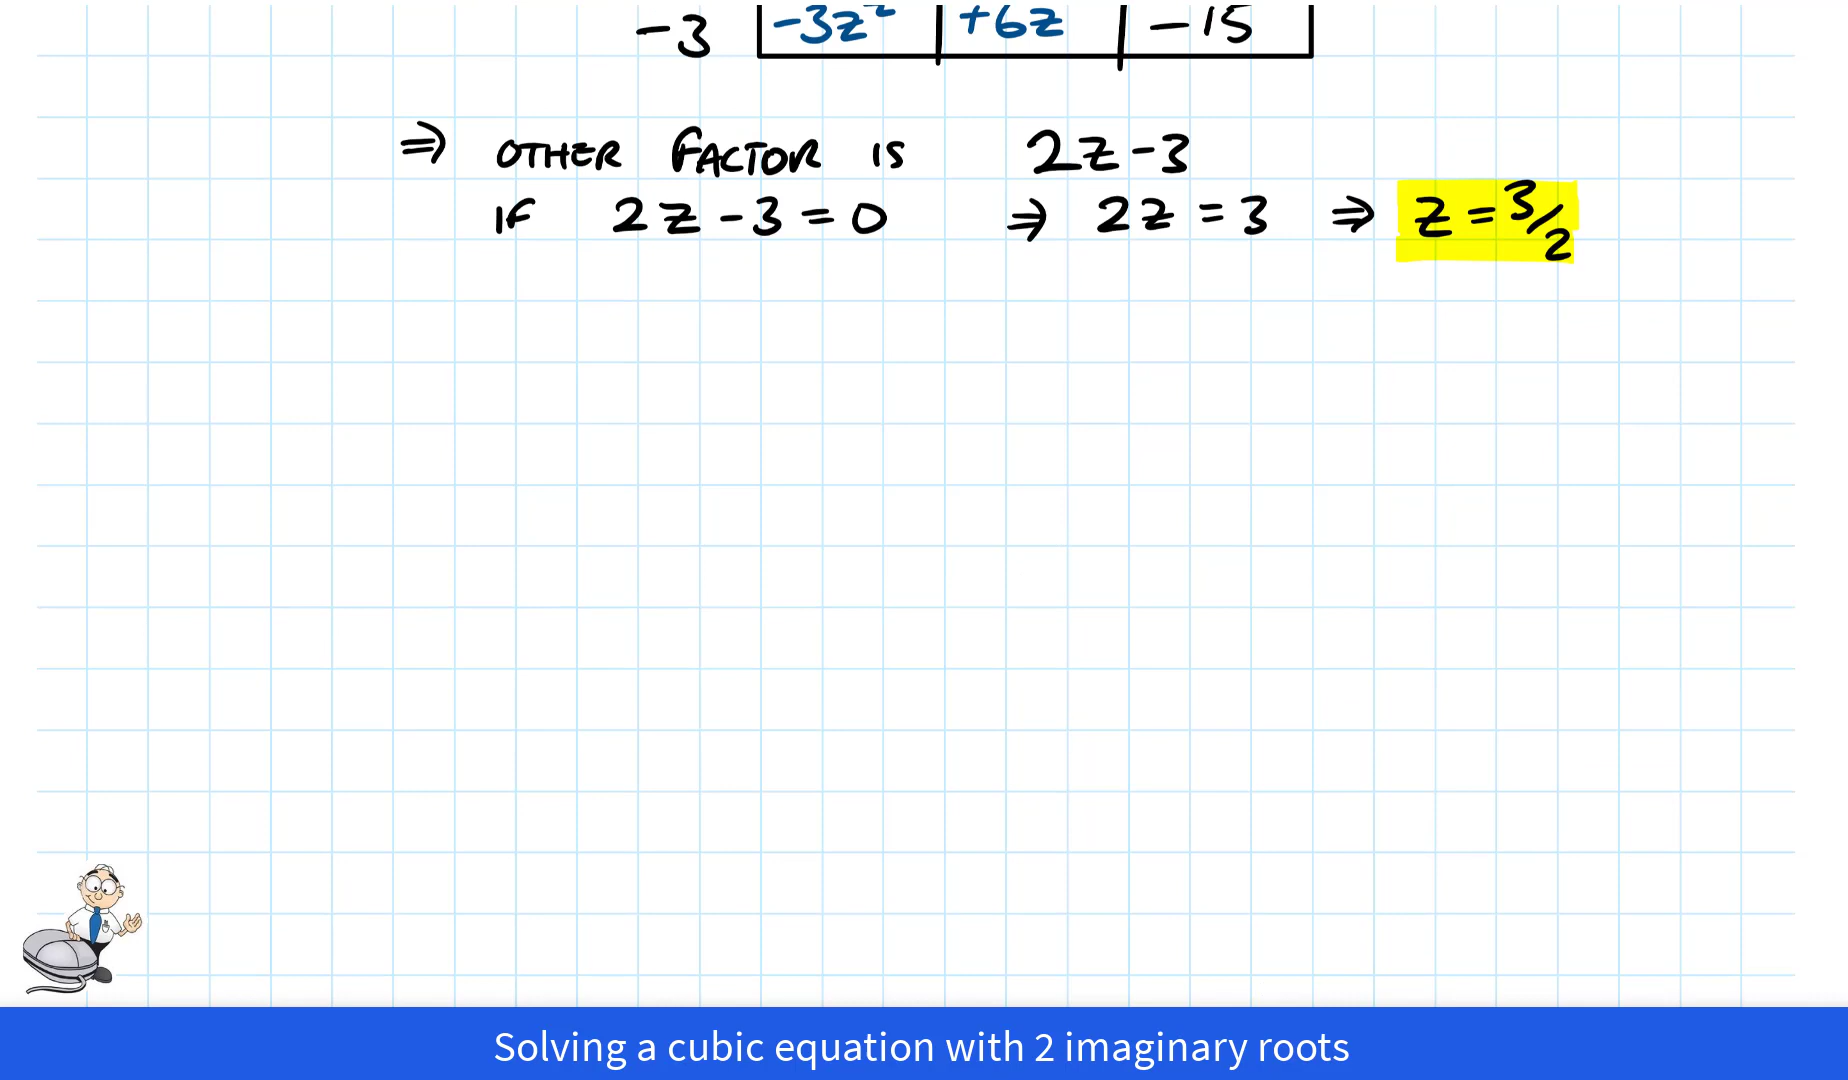 -3 -3z² +6z -15
⇒ OTHER FACTOR IS 2z-3
IF 2z-3=0 ⇒ 2z=3 ⇒ z=3/2
Solving a cubic equation with 2 imaginary roots